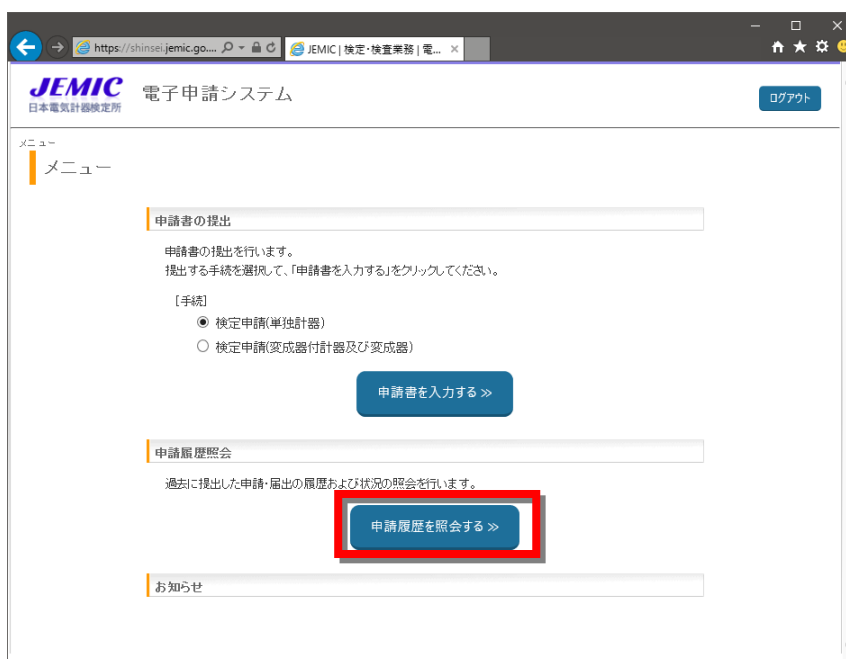 https://shinsei.jemic.go....
JEMIC | 検定・検査業務 | 電...
JEMIC
日本電気計器検定所
電子申請システム
ログアウト
メニュー
メニュー
申請書の提出
申請書の提出を行います。
提出する手続を選択して、「申請書を入力する」をクリックしてください。
[手続]
検定申請(単独計器)
検定申請(変成器付計器及び変成器)
申請書を入力する ≫
申請履歴照会
過去に提出した申請・届出の履歴および状況の照会を行います。
申請履歴を照会する ≫
お知らせ